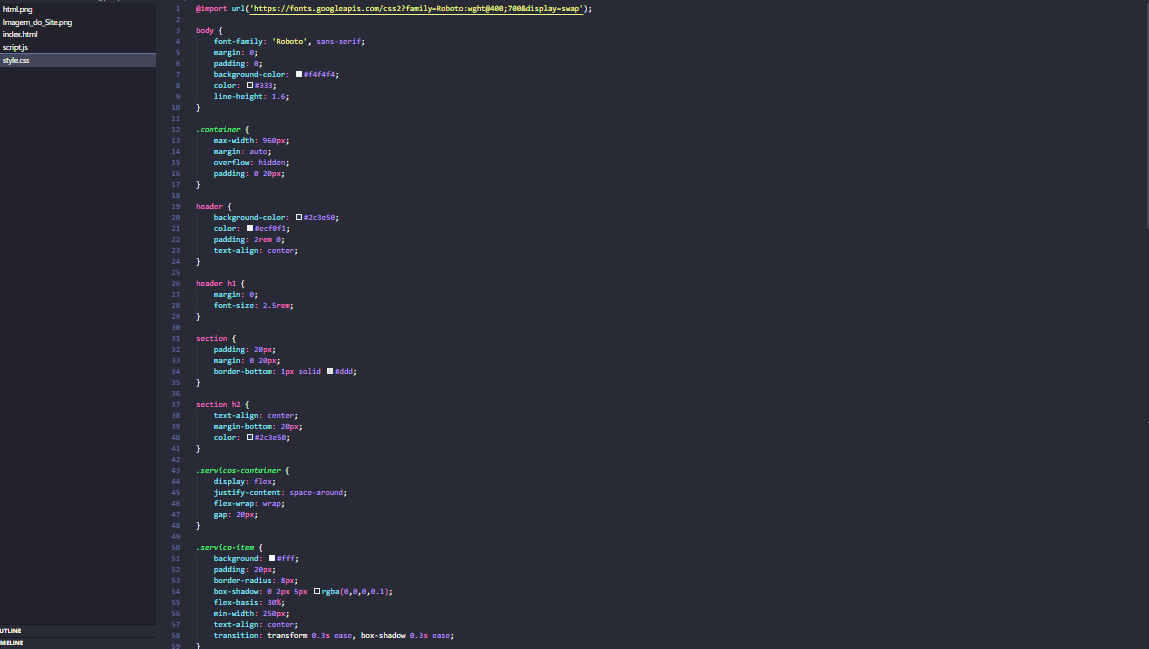 html.png
Imagem_do_Site.png
index.html
script.js
style.css
UTLINE
MELINE
1 @import url('https://fonts.googleapis.com/css2?family=Roboto:wght@400;700&display=swap');
2
3 body {
4 font-family: 'Roboto', sans-serif;
5 margin: 0;
6 padding: 0;
7 background-color: #f4f4f4;
8 color: #333;
9 line-height: 1.6;
10 }
11
12 .container {
13 max-width: 960px;
14 margin: auto;
15 overflow: hidden;
16 padding: 0 20px;
17 }
18
19 header {
20 background-color: #2c3e50;
21 color: #ecf0f1;
22 padding: 2rem 0;
23 text-align: center;
24 }
25
26 header h1 {
27 margin: 0;
28 font-size: 2.5rem;
29 }
30
31 section {
32 padding: 20px;
33 margin: 0 20px;
34 border-bottom: 1px solid #ddd;
35 }
36
37 section h2 {
38 text-align: center;
39 margin-bottom: 20px;
40 color: #2c3e50;
41 }
42
43 .servicos-container {
44 display: flex;
45 justify-content: space-around;
46 flex-wrap: wrap;
47 gap: 20px;
48 }
49
50 .servico-item {
51 background: #fff;
52 padding: 20px;
53 border-radius: 8px;
54 box-shadow: 0 2px 5px rgba(0,0,0,0.1);
55 flex-basis: 30%;
56 min-width: 250px;
57 text-align: center;
58 transition: transform 0.3s ease, box-shadow 0.3s ease;
59 }